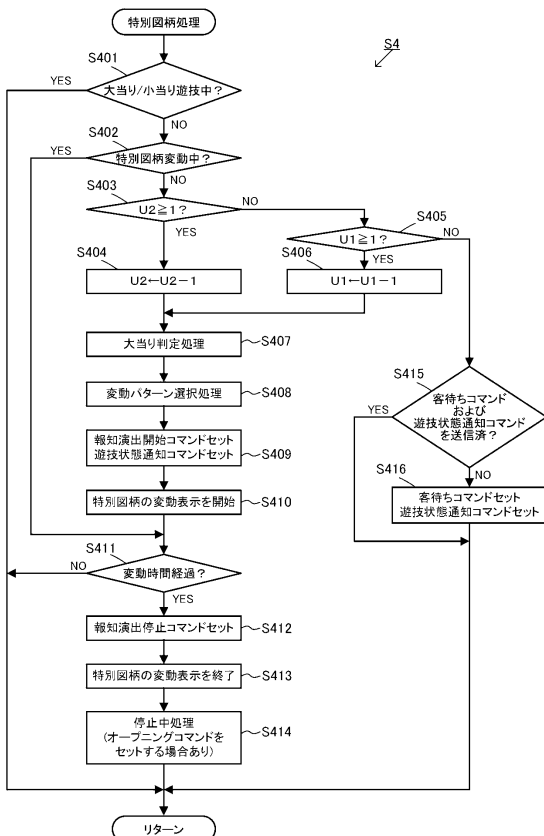 特別図柄処理
S4
S401
大当り/小当り遊技中？
YES
NO
S402
特別図柄変動中？
YES
NO
S403
U2≧1？
NO
YES
S405
U1≧1？
NO
YES
S404
U2←U2－1
S406
U1←U1－1
大当り判定処理
S407
変動パターン選択処理
S408
報知演出開始コマンドセット
遊技状態通知コマンドセット
S409
特別図柄の変動表示を開始
S410
S415
客待ちコマンド
および
遊技状態通知コマンド
を送信済？
YES
NO
S416
客待ちコマンドセット
遊技状態通知コマンドセット
S411
変動時間経過？
NO
YES
報知演出停止コマンドセット
S412
特別図柄の変動表示を終了
S413
停止中処理
(オープニングコマンドを
セットする場合あり)
S414
リターン